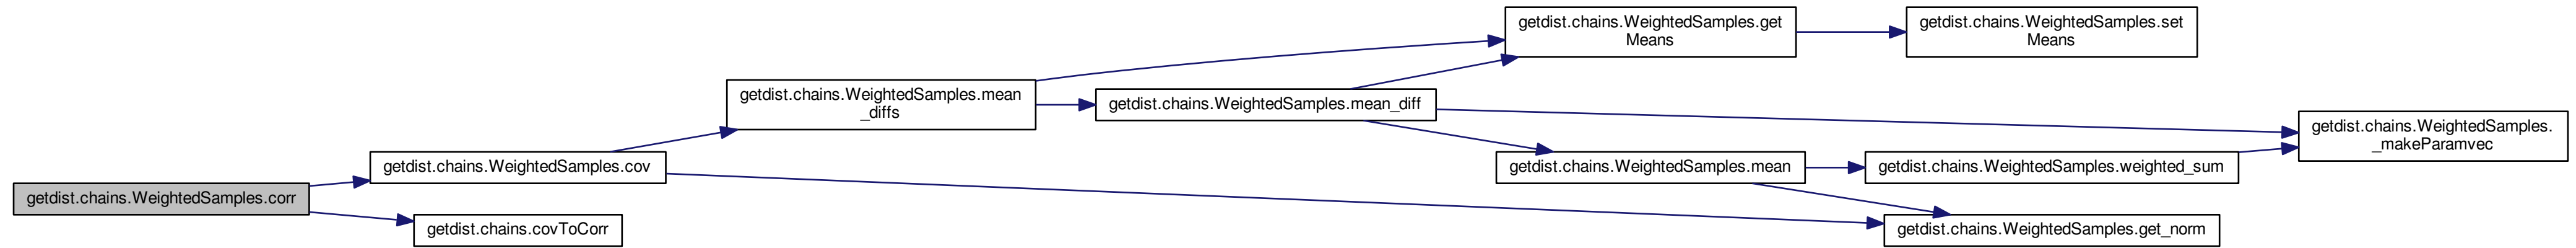 getdist.chains.WeightedSamples.corr
getdist.chains.WeightedSamples.cov
getdist.chains.covToCorr
getdist.chains.WeightedSamples.mean
_diffs
getdist.chains.WeightedSamples.mean_diff
getdist.chains.WeightedSamples.get
Means
getdist.chains.WeightedSamples.set
Means
getdist.chains.WeightedSamples.mean
getdist.chains.WeightedSamples.weighted_sum
getdist.chains.WeightedSamples.get_norm
getdist.chains.WeightedSamples.
_makeParamvec